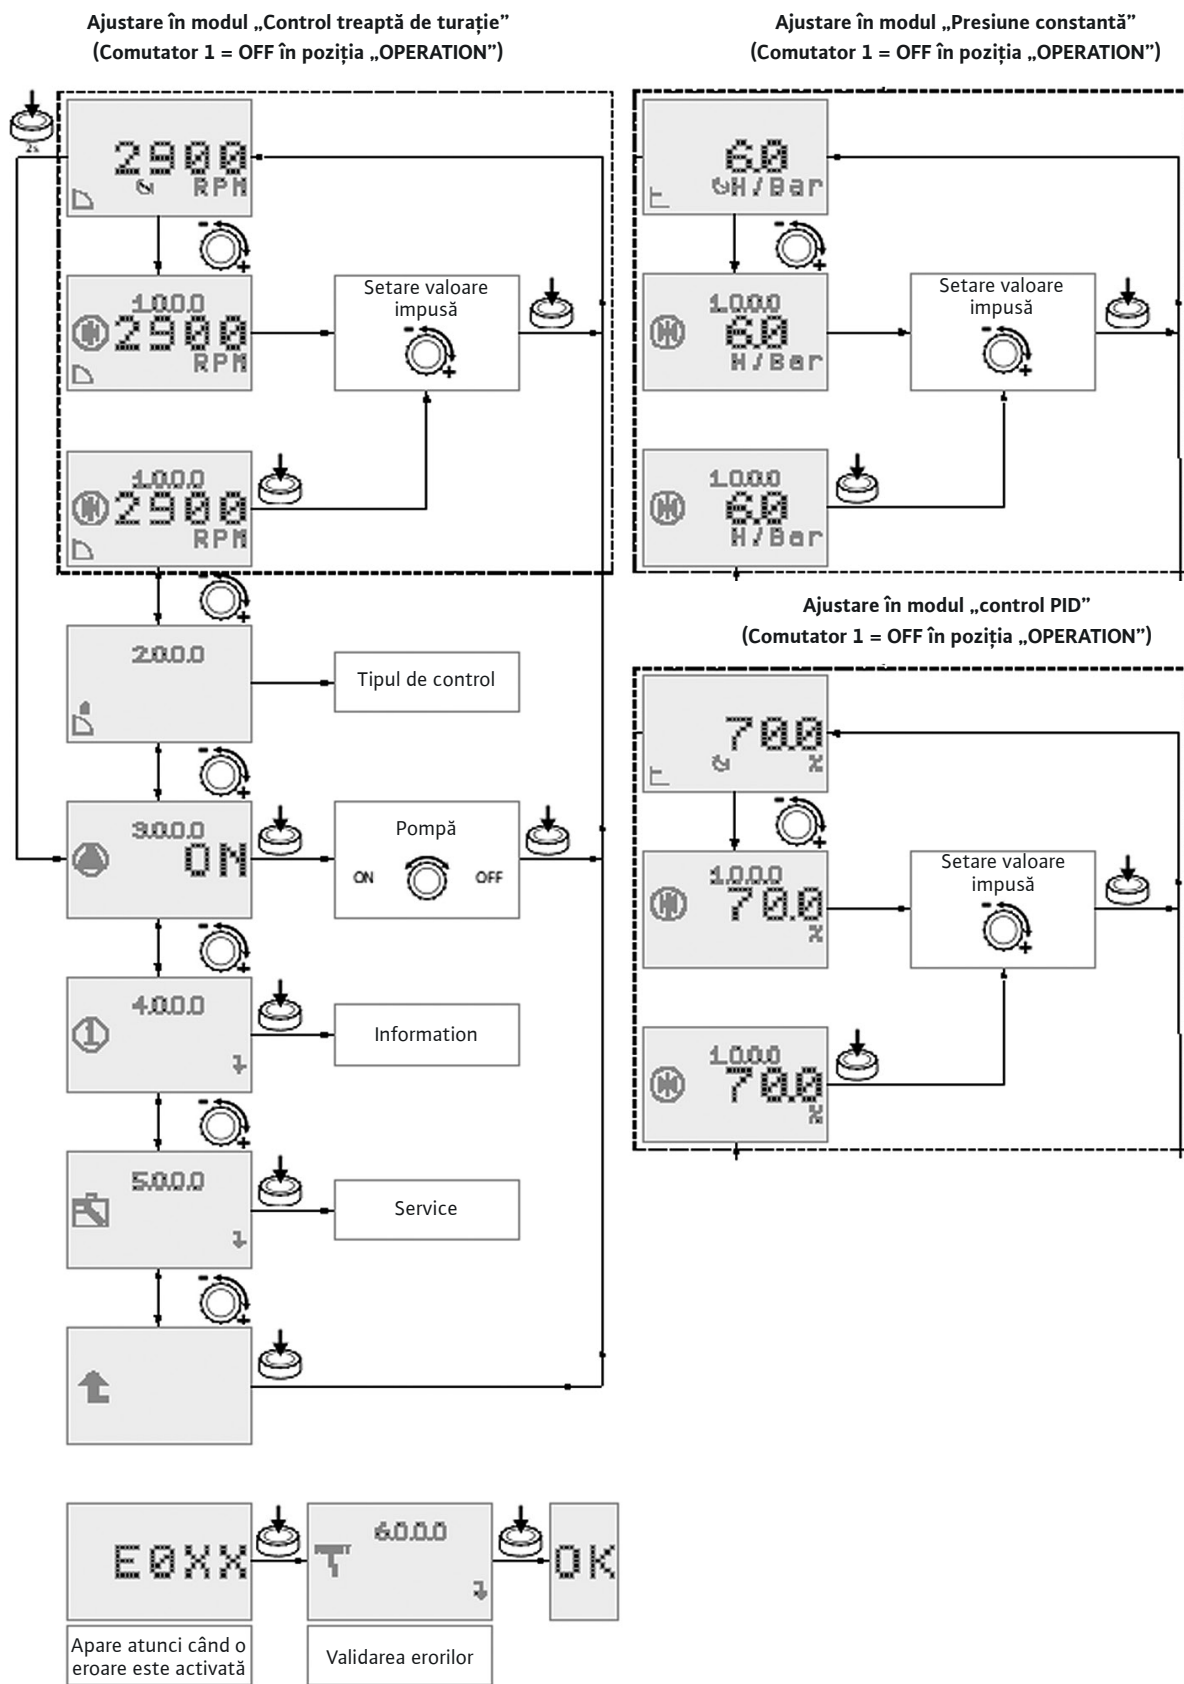 Ajustare în modul „Control treaptă de turație”
(Comutator 1 = OFF în poziția „OPERATION”)
2s
2900
RPM
1.0.0.0
2900
RPM
Setare valoare
impusă
- +
1.0.0.0
2900
RPM
- +
2.0.0.0
Tipul de control
- +
3.0.0.0
ON
Pompă
ON OFF
- +
4.0.0.0
Information
- +
5.0.0.0
Service
- +
E0XX
6.0.0.0
OK
Apare atunci când o
eroare este activată
Validarea erorilor
Ajustare în modul „Presiune constantă”
(Comutator 1 = OFF în poziția „OPERATION”)
6.0
H/Bar
- +
1.0.0.0
6.0
H/Bar
Setare valoare
impusă
- +
1.0.0.0
6.0
H/Bar
Ajustare în modul „control PID”
(Comutator 1 = OFF în poziția „OPERATION”)
70.0
%
- +
1.0.0.0
70.0
%
Setare valoare
impusă
- +
1.0.0.0
70.0
%